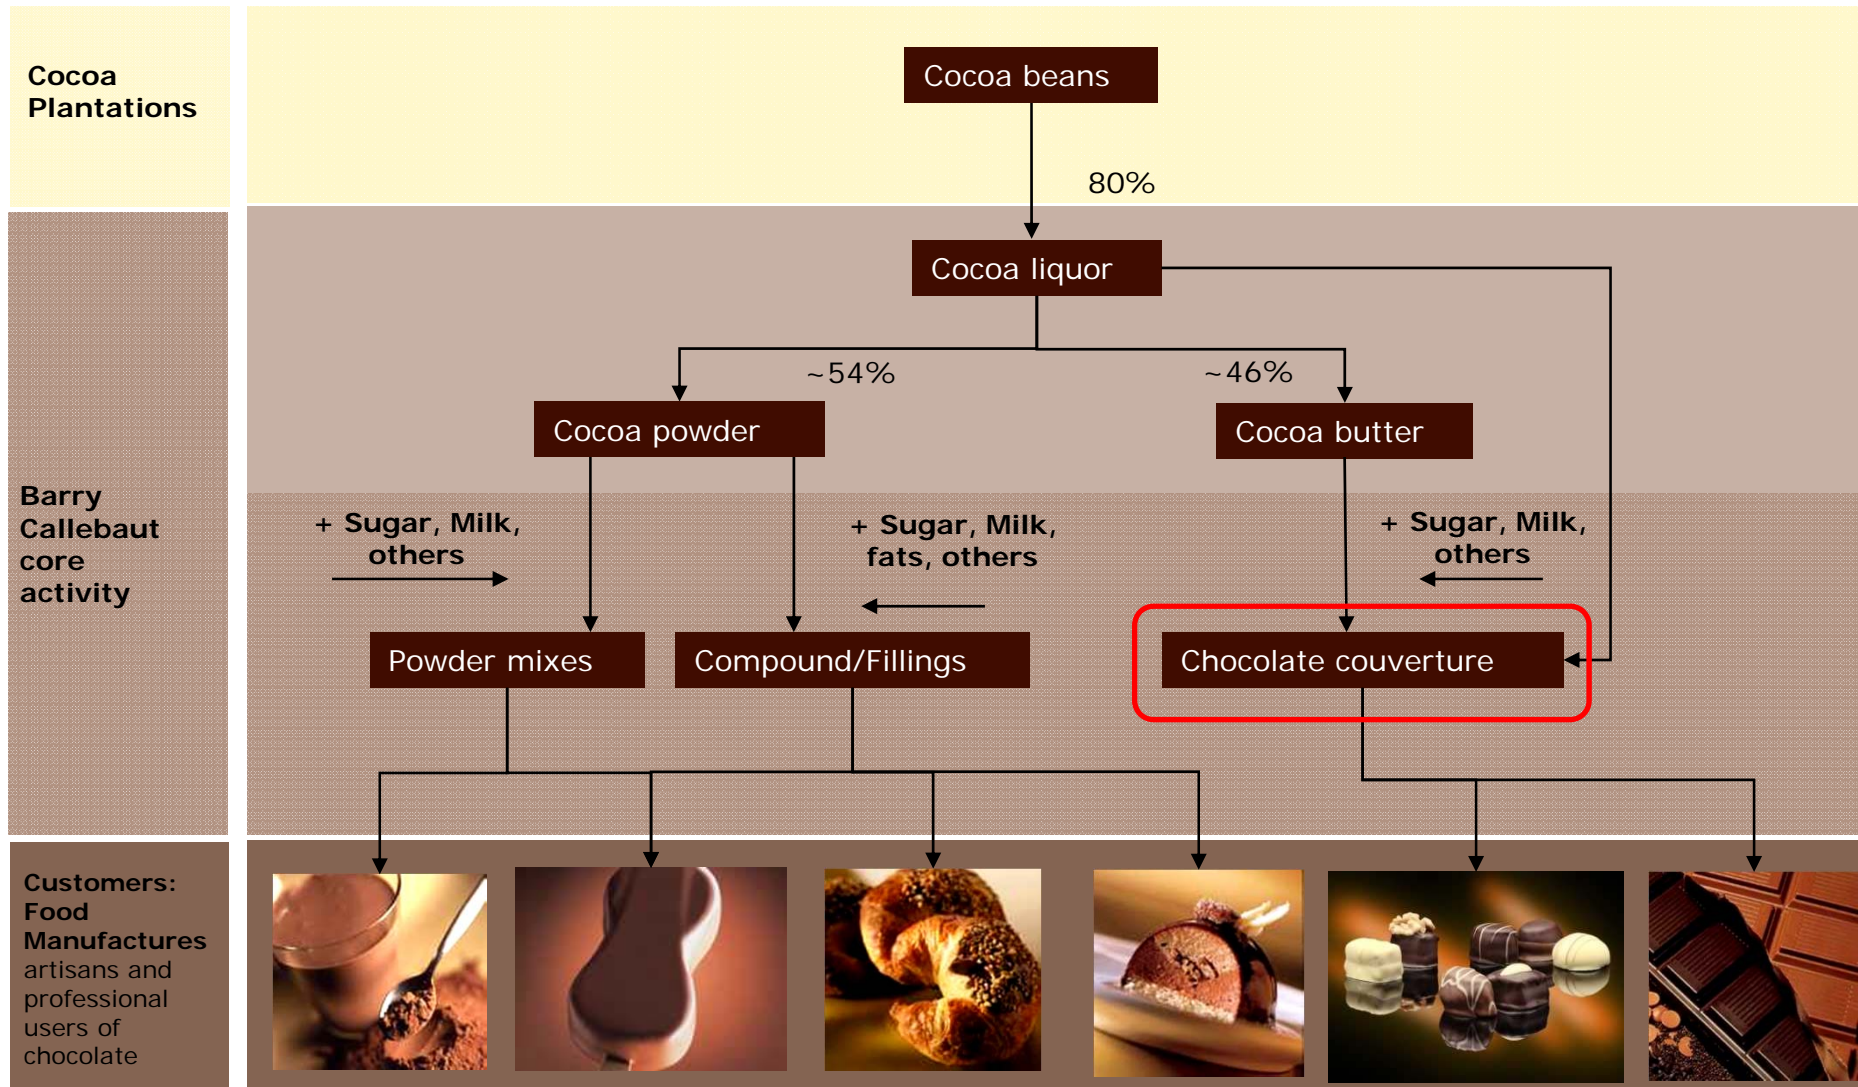 Cocoa
Plantations
Cocoa beans
80%
Cocoa liquor
~54%
~46%
Cocoa powder
Cocoa butter
Barry
Callebaut
core
activity
+ Sugar, Milk,
others
+ Sugar, Milk,
fats, others
+ Sugar, Milk,
others
Powder mixes
Compound/Fillings
Chocolate couverture
Customers:
Food
Manufactures
artisans and
professional
users of
chocolate